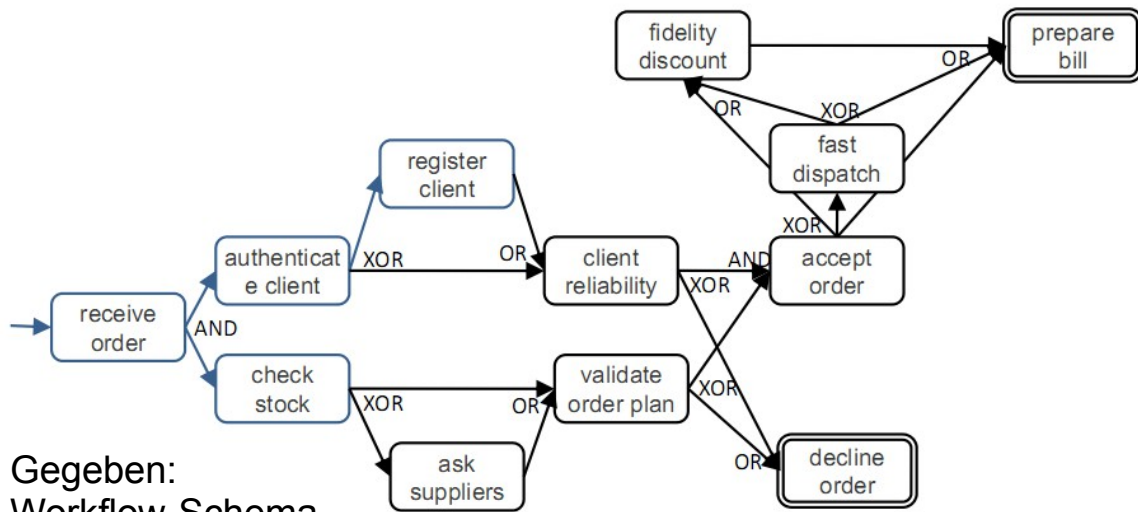 fidelity
discount
prepare
bill
OR
OR
XOR
fast
dispatch
register
client
XOR
authenticat
e client
XOR
OR
client
reliability
AND
XOR
accept
order
receive
order
AND
check
stock
XOR
OR
validate
order plan
XOR
ask
suppliers
OR
decline
order
Gegeben:
Workflow-Schema